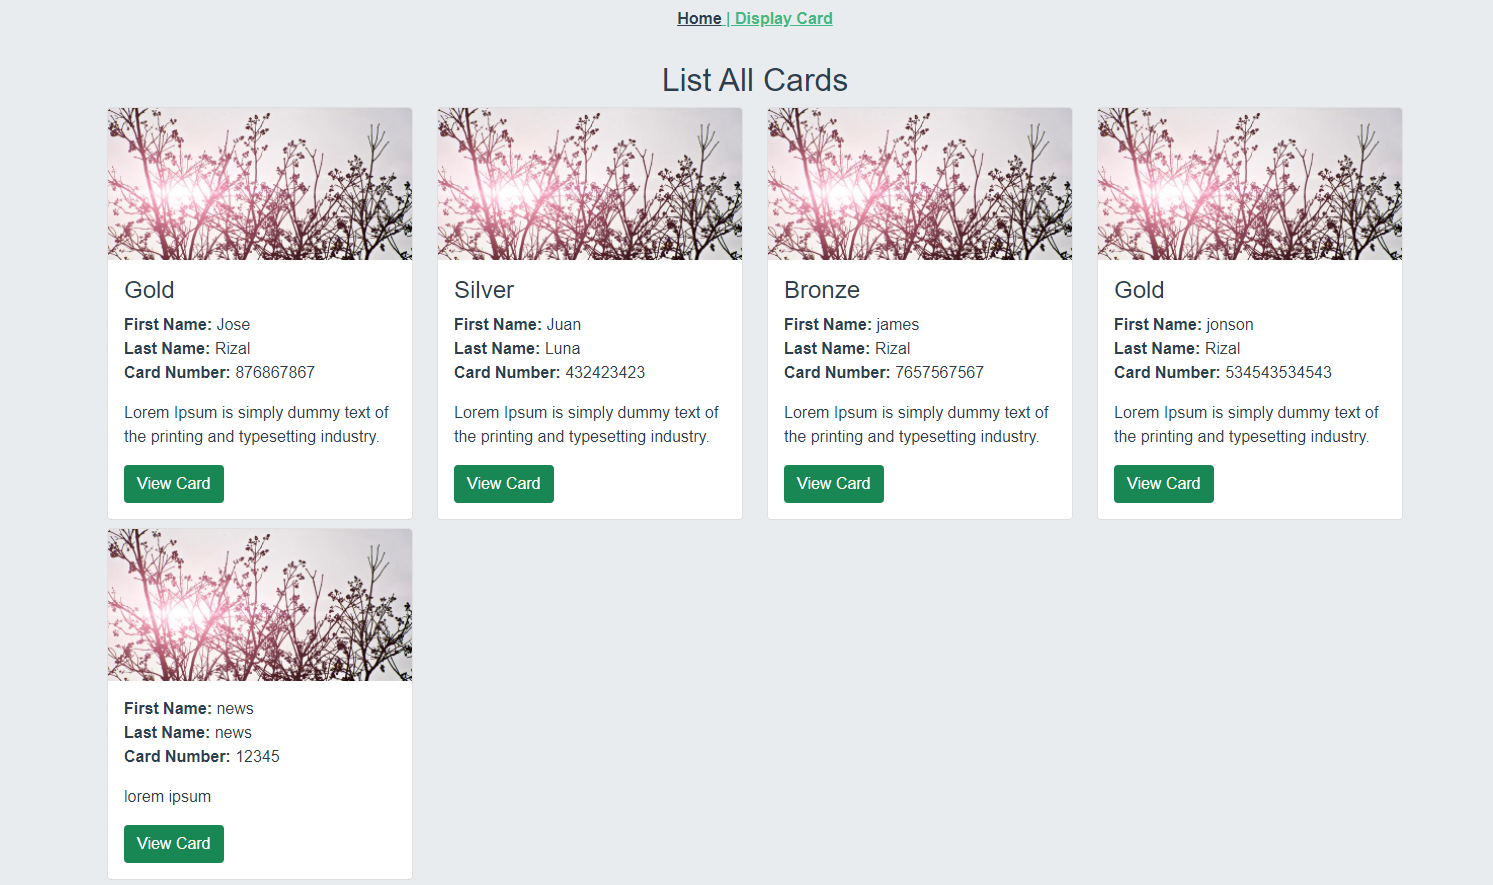 Home | Display Card
List All Cards
Gold
First Name: Jose
Last Name: Rizal
Card Number: 876867867
Lorem Ipsum is simply dummy text of
the printing and typesetting industry.
View Card
Silver
First Name: Juan
Last Name: Luna
Card Number: 432423423
Lorem Ipsum is simply dummy text of
the printing and typesetting industry.
View Card
Bronze
First Name: james
Last Name: Rizal
Card Number: 7657567567
Lorem Ipsum is simply dummy text of
the printing and typesetting industry.
View Card
Gold
First Name: jonson
Last Name: Rizal
Card Number: 534543534543
Lorem Ipsum is simply dummy text of
the printing and typesetting industry.
View Card
First Name: news
Last Name: news
Card Number: 12345
lorem ipsum
View Card